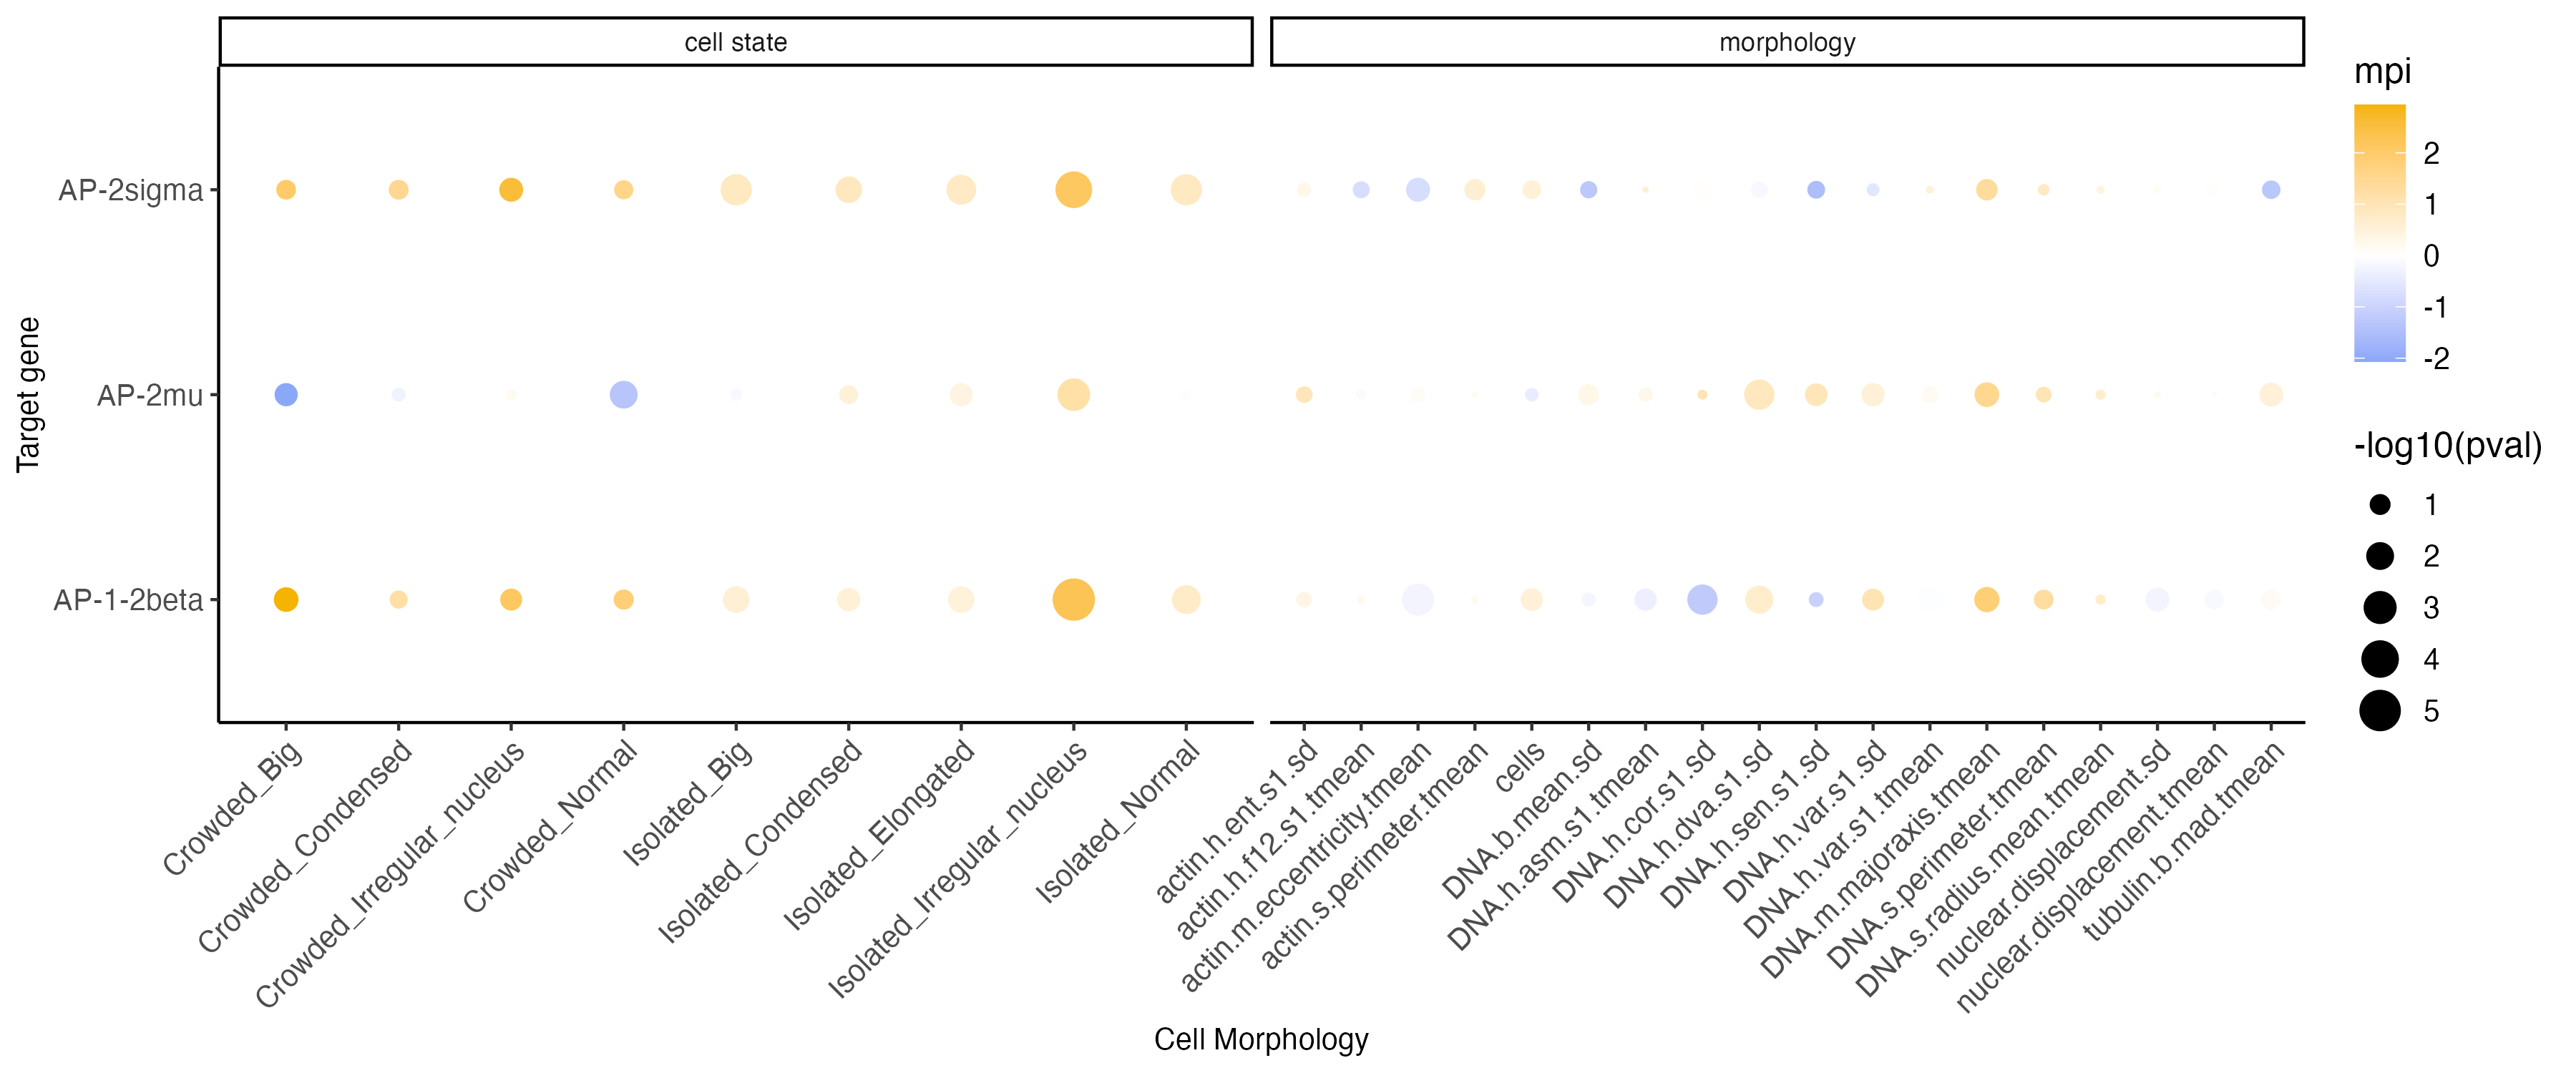 cell state
morphology
Target gene
AP-2sigma
AP-2mu
AP-1-2beta
Crowded_Big
Crowded_Condensed
Crowded_Irregular_nucleus
Crowded_Normal
Isolated_Big
Isolated_Condensed
Isolated_Elongated
Isolated_Irregular_nucleus
Isolated_Normal
actin.h.ent.s1.sd
actin.h.f12.s1.tmean
actin.m.eccentricity.tmean
actin.s.perimeter.tmean
cells
DNA.b.mean.sd
DNA.h.asm.s1.tmean
DNA.h.cor.s1.sd
DNA.h.dva.s1.sd
DNA.h.sen.s1.sd
DNA.h.var.s1.sd
DNA.h.var.s1.tmean
DNA.m.majoraxis.tmean
DNA.s.perimeter.tmean
DNA.s.radius.mean.tmean
nuclear.displacement.sd
nuclear.displacement.tmean
tubulin.b.mad.tmean
Cell Morphology
mpi
2
1
0
-1
-2
-log10(pval)
1
2
3
4
5